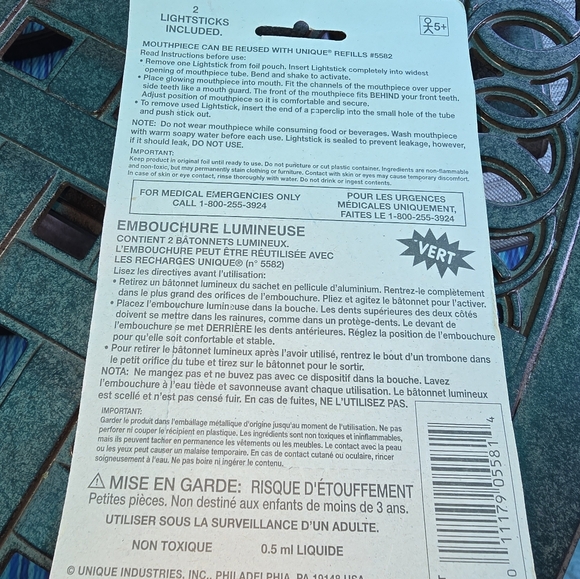 2
LIGHTSTICKS
INCLUDED.
5+
MOUTHPIECE CAN BE REUSED WITH UNIQUE® REFILLS #5582
Read Instructions before use:
• Remove one Lightstick from foil pouch. Insert Lightstick completely into widest
opening of mouthpiece tube. Bend and shake to activate.
• Place glowing mouthpiece into mouth. Fit the channels of the mouthpiece over upper
side teeth like a mouth guard. The front of the mouthpiece fits BEHIND your front teeth.
Adjust position of mouthpiece so it is comfortable and secure.
• To remove used Lightstick, insert the end of a paperclip into the small hole of the tube
and push stick out.
NOTE: Do not wear mouthpiece while consuming food or beverages. Wash mouthpiece
with warm soapy water before each use. Lightstick is sealed to prevent leakage, however,
if it should leak, DO NOT USE.
IMPORTANT:
Keep product in original foil until ready to use. Do not puncture or cut plastic container. Ingredients are non-flammable
and non-toxic, but may permanently stain clothing or furniture. Contact with skin or eyes may cause temporary discomfort.
In case of skin or eye contact, rinse thoroughly with water. Do not drink or ingest contents.
FOR MEDICAL EMERGENCIES ONLY
CALL 1-800-255-3924
POUR LES URGENCES
MÉDICALES UNIQUEMENT,
FAITES LE 1-800-255-3924
EMBOUCHURE LUMINEUSE
CONTIENT 2 BÂTONNETS LUMINEUX.
L'EMBOUCHURE PEUT ÊTRE RÉUTILISÉE AVEC
LES RECHARGES UNIQUE® (n° 5582)
VERT
Lisez les directives avant l'utilisation:
• Retirez un bâtonnet lumineux du sachet en pellicule d'aluminium. Rentrez-le complètement
dans le plus grand des orifices de l'embouchure. Pliez et agitez le bâtonnet pour l'activer.
• Placez l'embouchure lumineuse dans la bouche. Les dents supérieures des deux côtés
doivent se mettre dans les rainures, comme dans un protège-dents. Le devant de
l'embouchure se met DERRIÈRE les dents antérieures. Réglez la position de l'embouchure
pour qu'elle soit confortable et stable.
• Pour retirer le bâtonnet lumineux après l'avoir utilisé, rentrez le bout d'un trombone dans
le petit orifice du tube et tirez sur le bâtonnet pour le sortir.
NOTA: Ne mangez pas et ne buvez pas avec ce dispositif dans la bouche. Lavez
l'embouchure à l'eau tiède et savonneuse avant chaque utilisation. Le bâtonnet lumineux
est scellé et n'est pas censé fuir. En cas de fuites, NE L'UTILISEZ PAS.
IMPORTANT:
Garder le produit dans l'emballage métallique d'origine jusqu'au moment de l'utilisation. Ne pas
perforer ni couper le récipient en plastique. Les ingrédients sont non toxiques et ininflammables,
mais ils peuvent tacher en permanence les vêtements ou les meubles. Le contact avec la peau
ou les yeux peut causer un malaise temporaire. En cas de contact cutané ou oculaire, rincer
soigneusement à l'eau. Ne pas boire ni ingérer le contenu.
MISE EN GARDE: RISQUE D'ÉTOUFFEMENT
Petites pièces. Non destiné aux enfants de moins de 3 ans.
UTILISER SOUS LA SURVEILLANCE D'UN ADULTE.
NON TOXIQUE 0.5 ml LIQUIDE
© UNIQUE INDUSTRIES, INC., PHILADELPHIA, PA 19148 USA
0 11179 05581 4